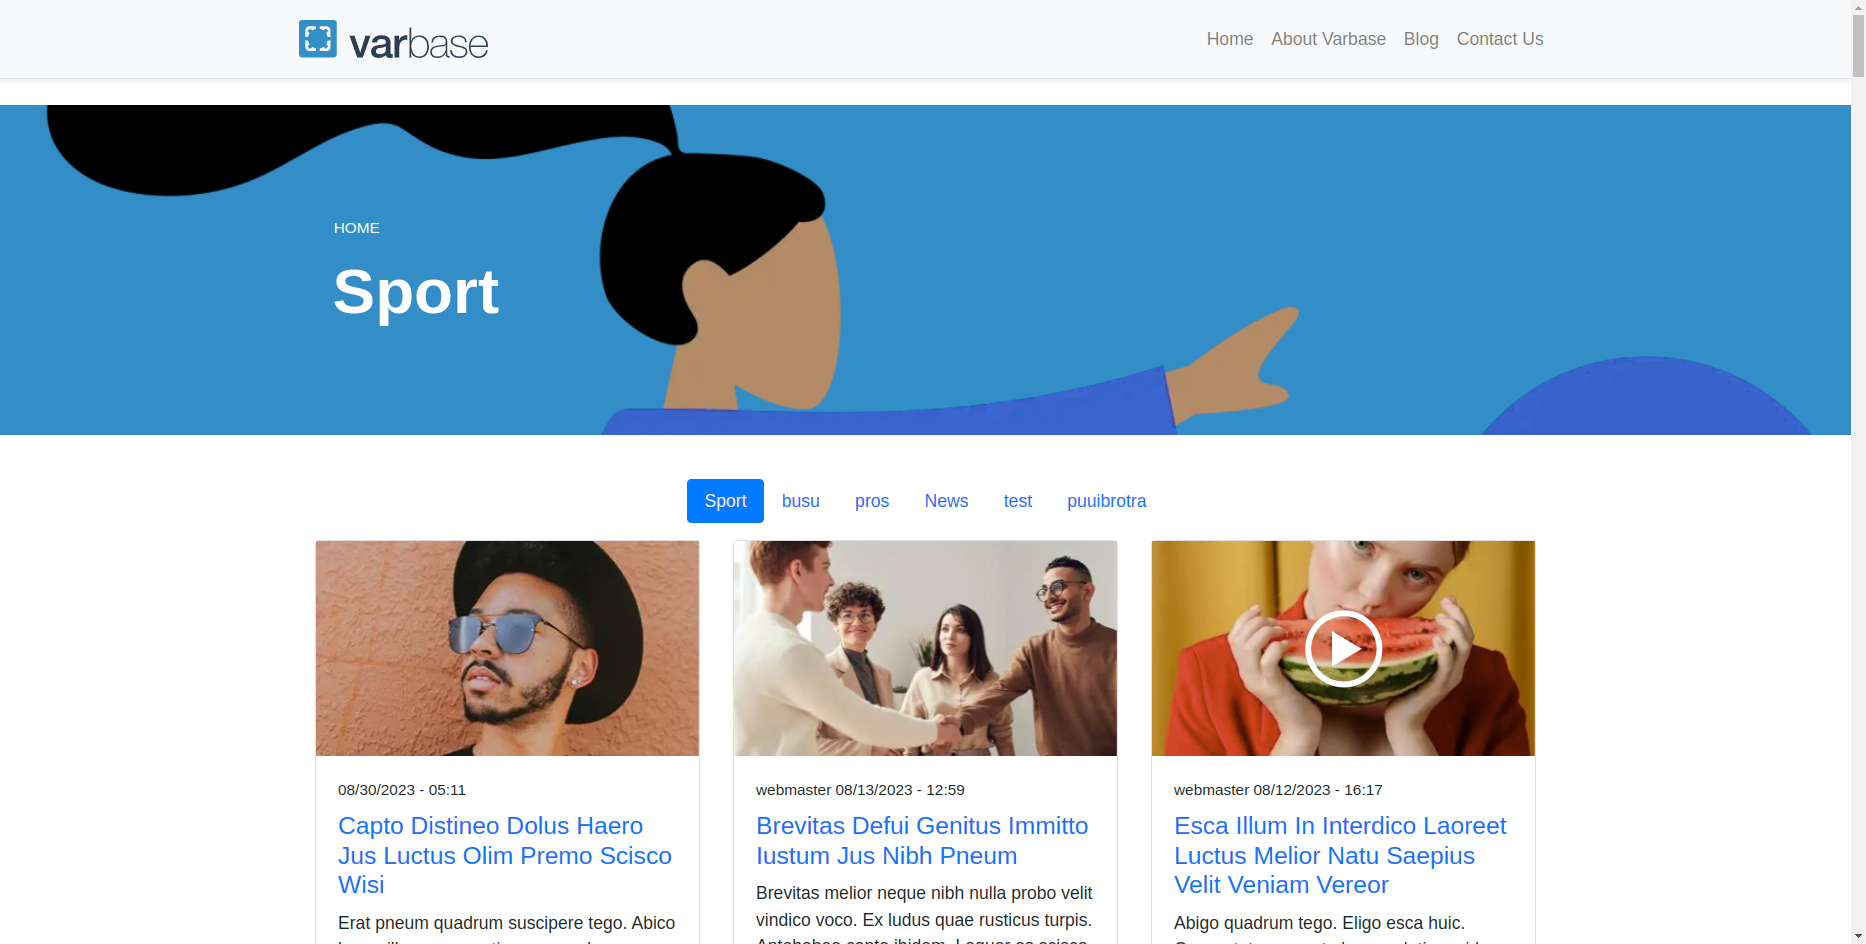 varbase
Home About Varbase Blog Contact Us
HOME
Sport
Sport busu pros News test puuibrotra
08/30/2023 - 05:11
Capto Distineo Dolus Haero
Jus Luctus Olim Premo Scisco
Wisi
Erat pneum quadrum suscipere tego. Abico
webmaster 08/13/2023 - 12:59
Brevitas Defui Genitus Immitto
Iustum Jus Nibh Pneum
Brevitas melior neque nibh nulla probo velit
vindico voco. Ex ludus quae rusticus turpis.
webmaster 08/12/2023 - 16:17
Esca Illum In Interdico Laoreet
Luctus Melior Natu Saepius
Velit Veniam Vereor
Abigo quadrum tego. Eligo esca huic.